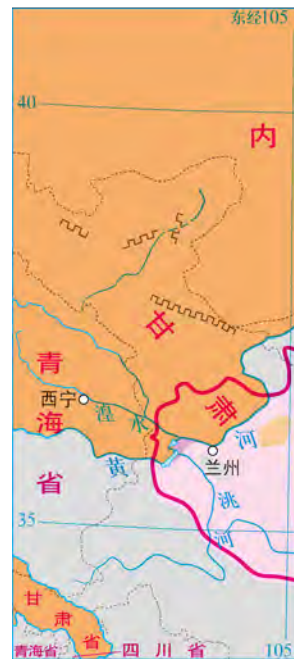 东经105
40
内
甘
肃
青
海
省
西宁
湟水
黄
河
兰州
洮
河
35
甘
肃
省
青海省
四川省
105